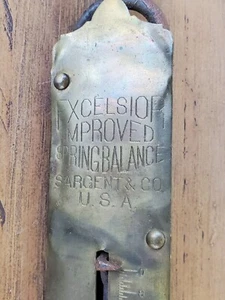 EXCELSIOR
IMPROVED
SPRING BALANCE
SARGENT & CO.
U.S.A.